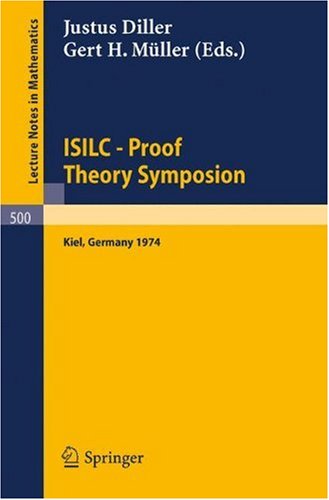 Justus Diller
Gert H. Müller (Eds.)
Lecture Notes in Mathematics
ISILC - Proof
Theory Symposion
500
Kiel, Germany 1974
Springer